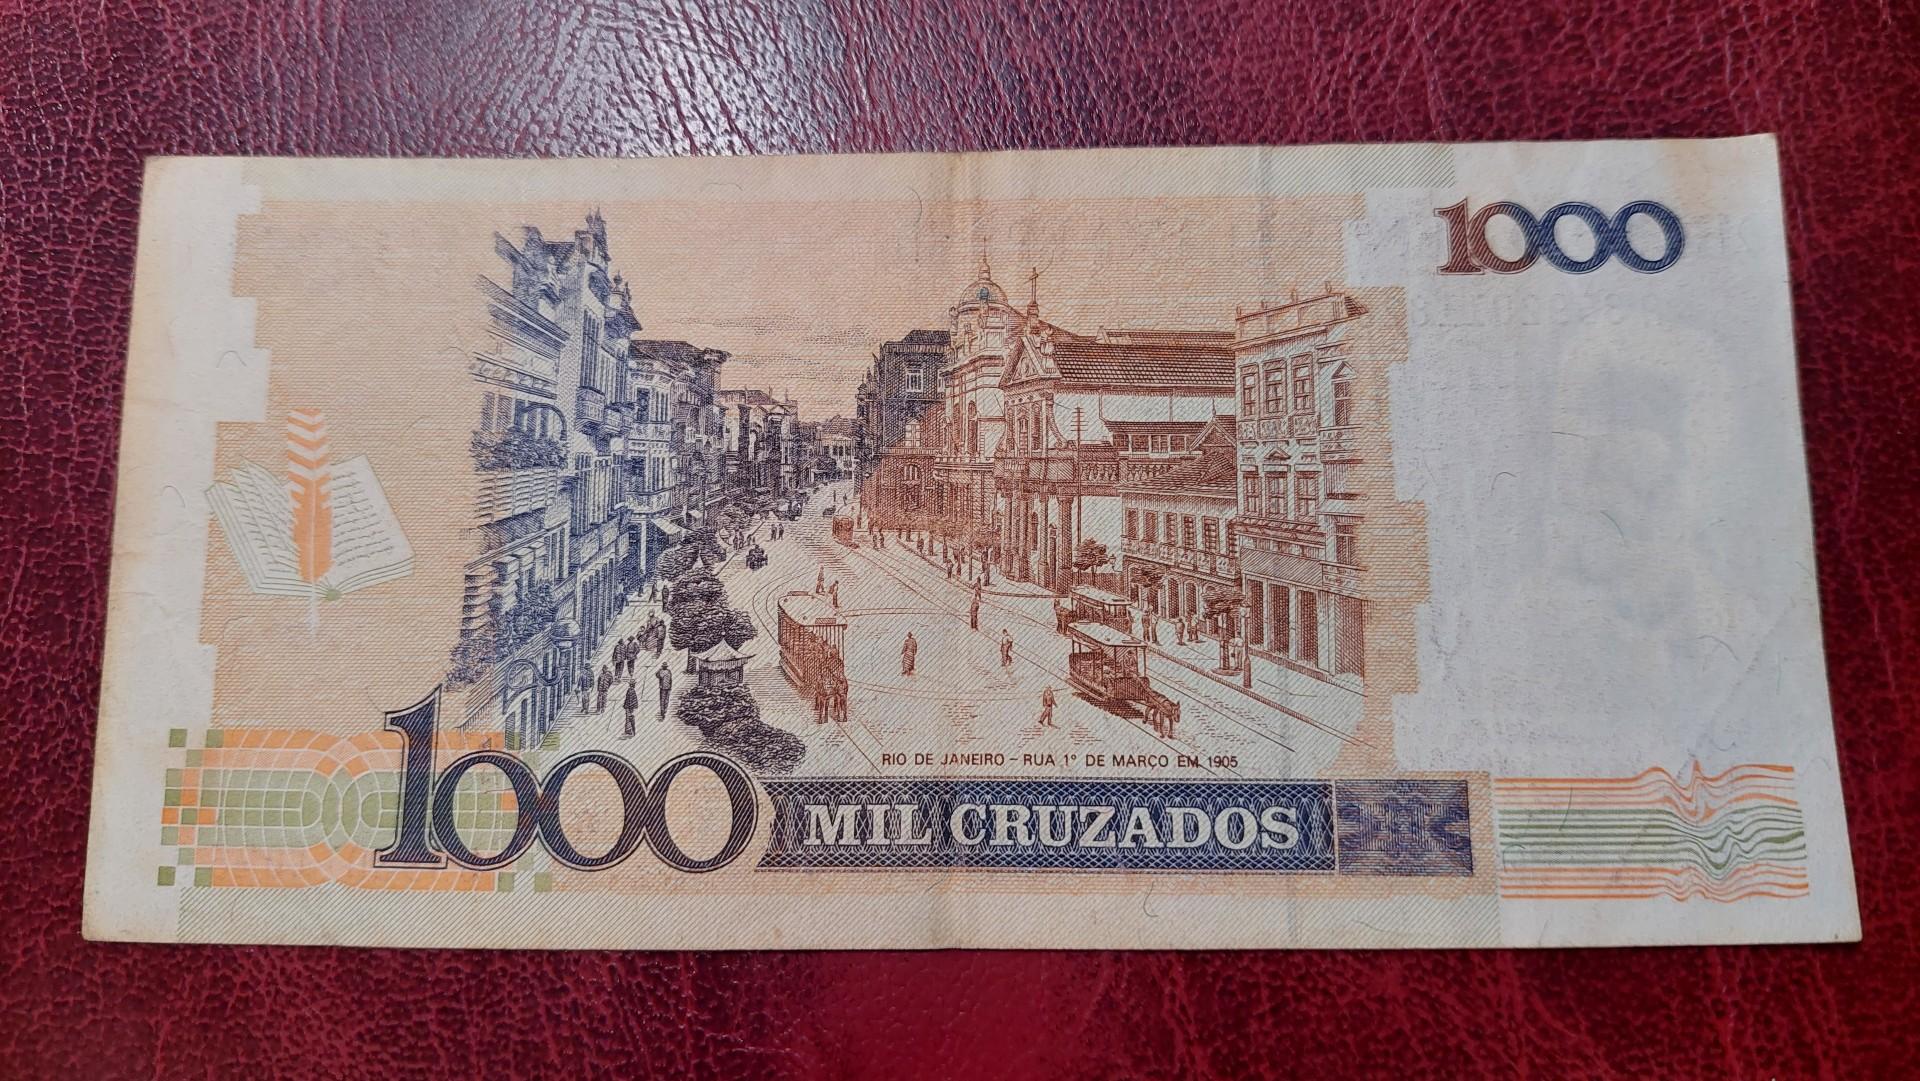 1000
RIO DE JANEIRO – RUA 1º DE MARÇO EM 1905
1000 MIL CRUZADOS